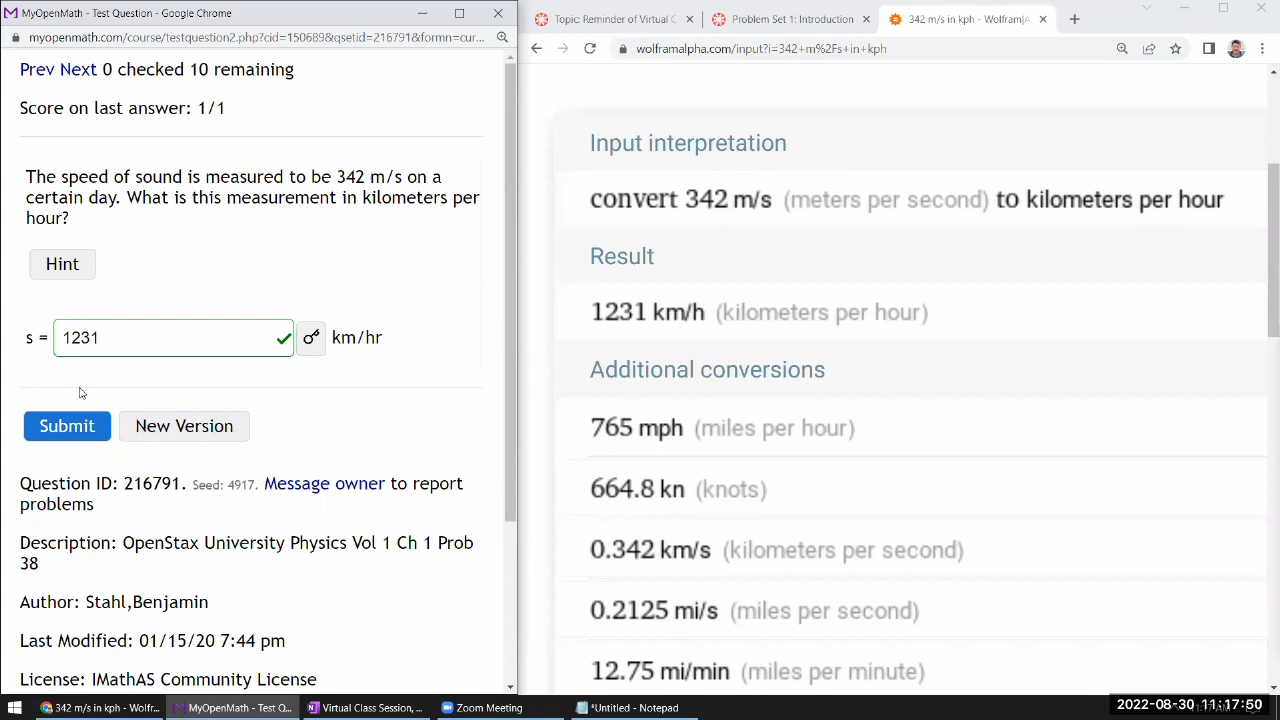 MyOpenMath - Test Question - Google Chrome
myopenmath.com/course/testquestion2.php?cid=150689&qsetid=216791&formn=cur...
Prev Next 0 checked 10 remaining
Score on last answer: 1/1
The speed of sound is measured to be 342 m/s on a
certain day. What is this measurement in kilometers per
hour?
Hint
s = 1231 km/hr
Submit New Version
Question ID: 216791. Seed: 4917. Message owner to report
problems
Description: OpenStax University Physics Vol 1 Ch 1 Prob
38
Author: Stahl,Benjamin
Last Modified: 01/15/20 7:44 pm
License: IMathAS Community License
Topic: Reminder of Virtual C
Problem Set 1: Introduction
342 m/s in kph - Wolfram|A
wolframalpha.com/input?i=342+m%2Fs+in+kph
Input interpretation
convert 342 m/s (meters per second) to kilometers per hour
Result
1231 km/h (kilometers per hour)
Additional conversions
765 mph (miles per hour)
664.8 kn (knots)
0.342 km/s (kilometers per second)
0.2125 mi/s (miles per second)
12.75 mi/min (miles per minute)
342 m/s in kph - Wolfr...
MyOpenMath - Test Q...
Virtual Class Session, ...
Zoom Meeting
*Untitled - Notepad
2022-08-30 11:17:50